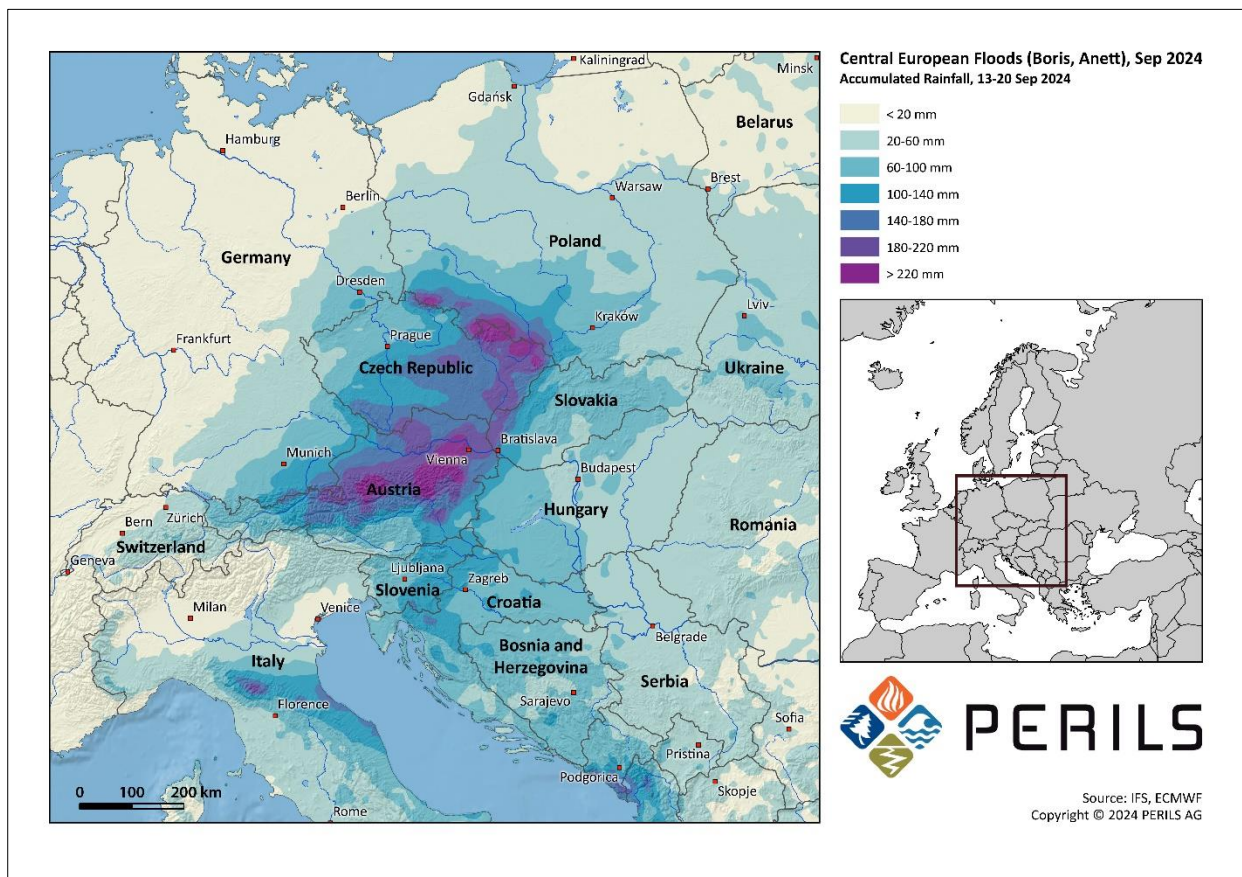 Central European Floods (Boris, Anett), Sep 2024
Accumulated Rainfall, 13-20 Sep 2024
< 20 mm
20-60 mm
60-100 mm
100-140 mm
140-180 mm
180-220 mm
> 220 mm
Kaliningrad
Minsk
Gdańsk
Hamburg
Belarus
Berlin
Warsaw
Brest
Poland
Germany
Dresden
Lviv
Kraków
Prague
Frankfurt
Czech Republic
Ukraine
Slovakia
Munich
Vienna
Bratislava
Budapest
Austria
Hungary
Zürich
Bern
Switzerland
Romania
Geneva
Ljubljana
Slovenia
Zagreb
Croatia
Milan
Venice
Belgrade
Bosnia and
Herzegovina
Italy
Serbia
Sarajevo
Florence
Sofia
Pristina
Podgorica
Skopje
0 100 200 km
Rome
PERILS
Source: IFS, ECMWF
Copyright © 2024 PERILS AG